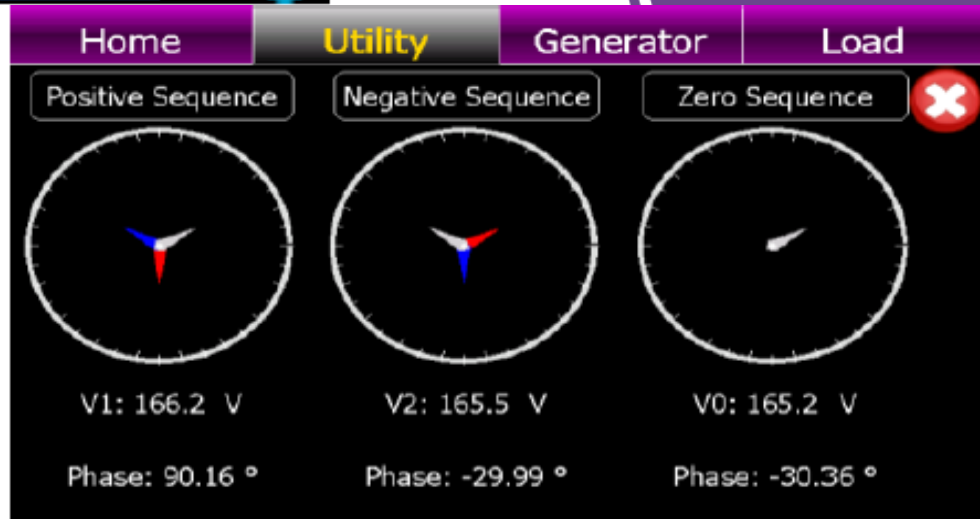 Home Utility Generator Load
Positive Sequence Negative Sequence Zero Sequence
V1: 166.2 V V2: 165.5 V V0: 165.2 V
Phase: 90.16 ° Phase: -29.99 ° Phase: -30.36 °